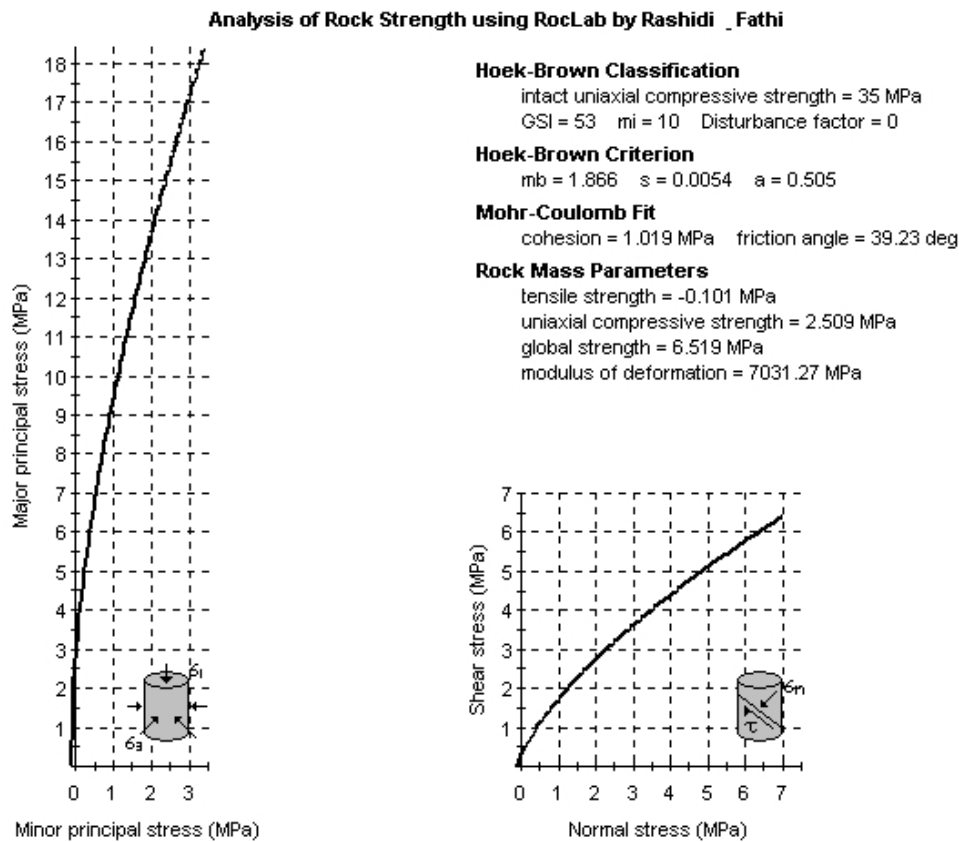 Analysis of Rock Strength using RocLab by Rashidi _ Fathi
Major principal stress (MPa)
18
17
16
15
14
13
12
11
10
9
8
7
6
5
4
3
2
1
0 1 2 3
Minor principal stress (MPa)
σ1
σ3
Hoek-Brown Classification
intact uniaxial compressive strength = 35 MPa
GSI = 53 mi = 10 Disturbance factor = 0
Hoek-Brown Criterion
mb = 1.866 s = 0.0054 a = 0.505
Mohr-Coulomb Fit
cohesion = 1.019 MPa friction angle = 39.23 deg
Rock Mass Parameters
tensile strength = -0.101 MPa
uniaxial compressive strength = 2.509 MPa
global strength = 6.519 MPa
modulus of deformation = 7031.27 MPa
Shear stress (MPa)
7
6
5
4
3
2
1
0 1 2 3 4 5 6 7
Normal stress (MPa)
σn
τ